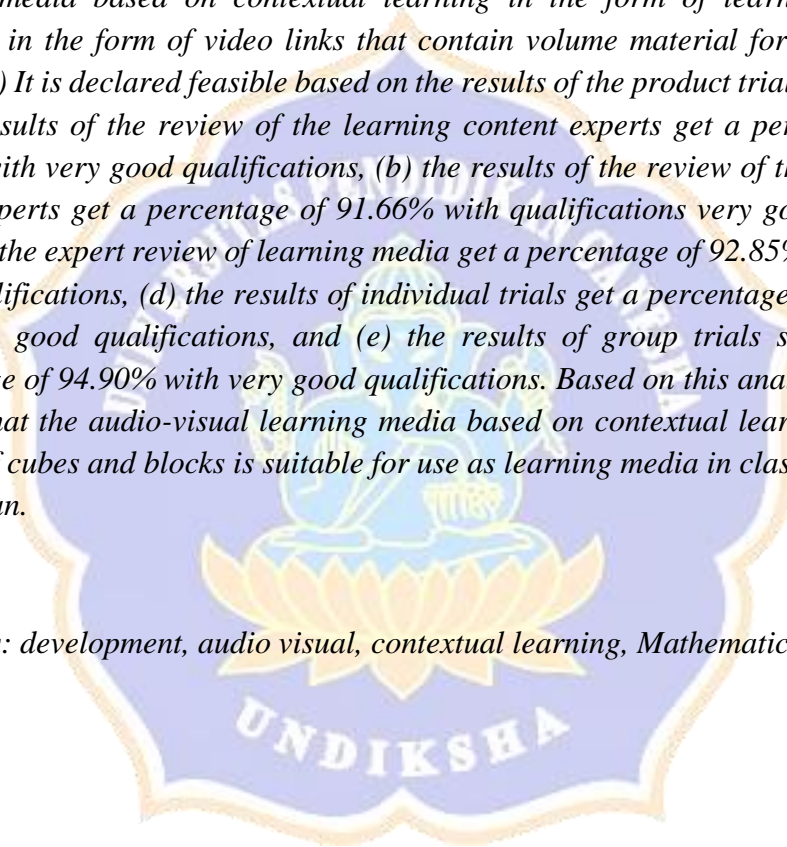 media based on contextual learning in the form of learn
in the form of video links that contain volume material for
) It is declared feasible based on the results of the product trial
sults of the review of the learning content experts get a per
ith very good qualifications, (b) the results of the review of th
perts get a percentage of 91.66% with qualifications very go
the expert review of learning media get a percentage of 92.85%
lifications, (d) the results of individual trials get a percentage
good qualifications, and (e) the results of group trials s
e of 94.90% with very good qualifications. Based on this ana
at the audio-visual learning media based on contextual lear
f cubes and blocks is suitable for use as learning media in clas
n.
: development, audio visual, contextual learning, Mathematic
UNIVERSITAS PENDIDIKAN GANESHA
UNDIKSHA